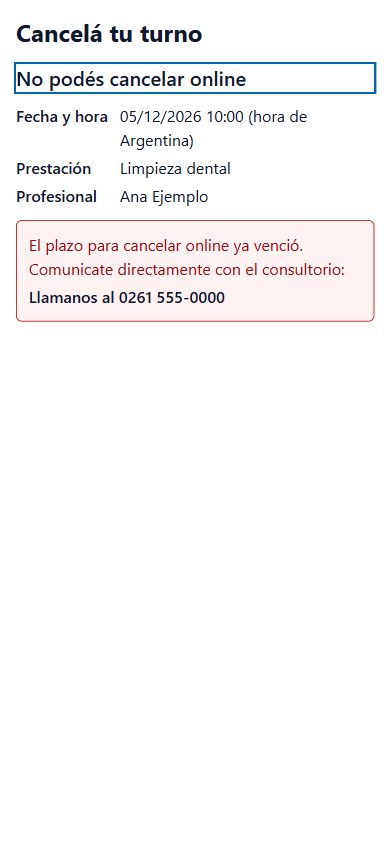 Cancelá tu turno
No podés cancelar online
Fecha y hora 05/12/2026 10:00 (hora de
Argentina)
Prestación Limpieza dental
Profesional Ana Ejemplo
El plazo para cancelar online ya venció.
Comunicate directamente con el consultorio:
Llamanos al 0261 555-0000